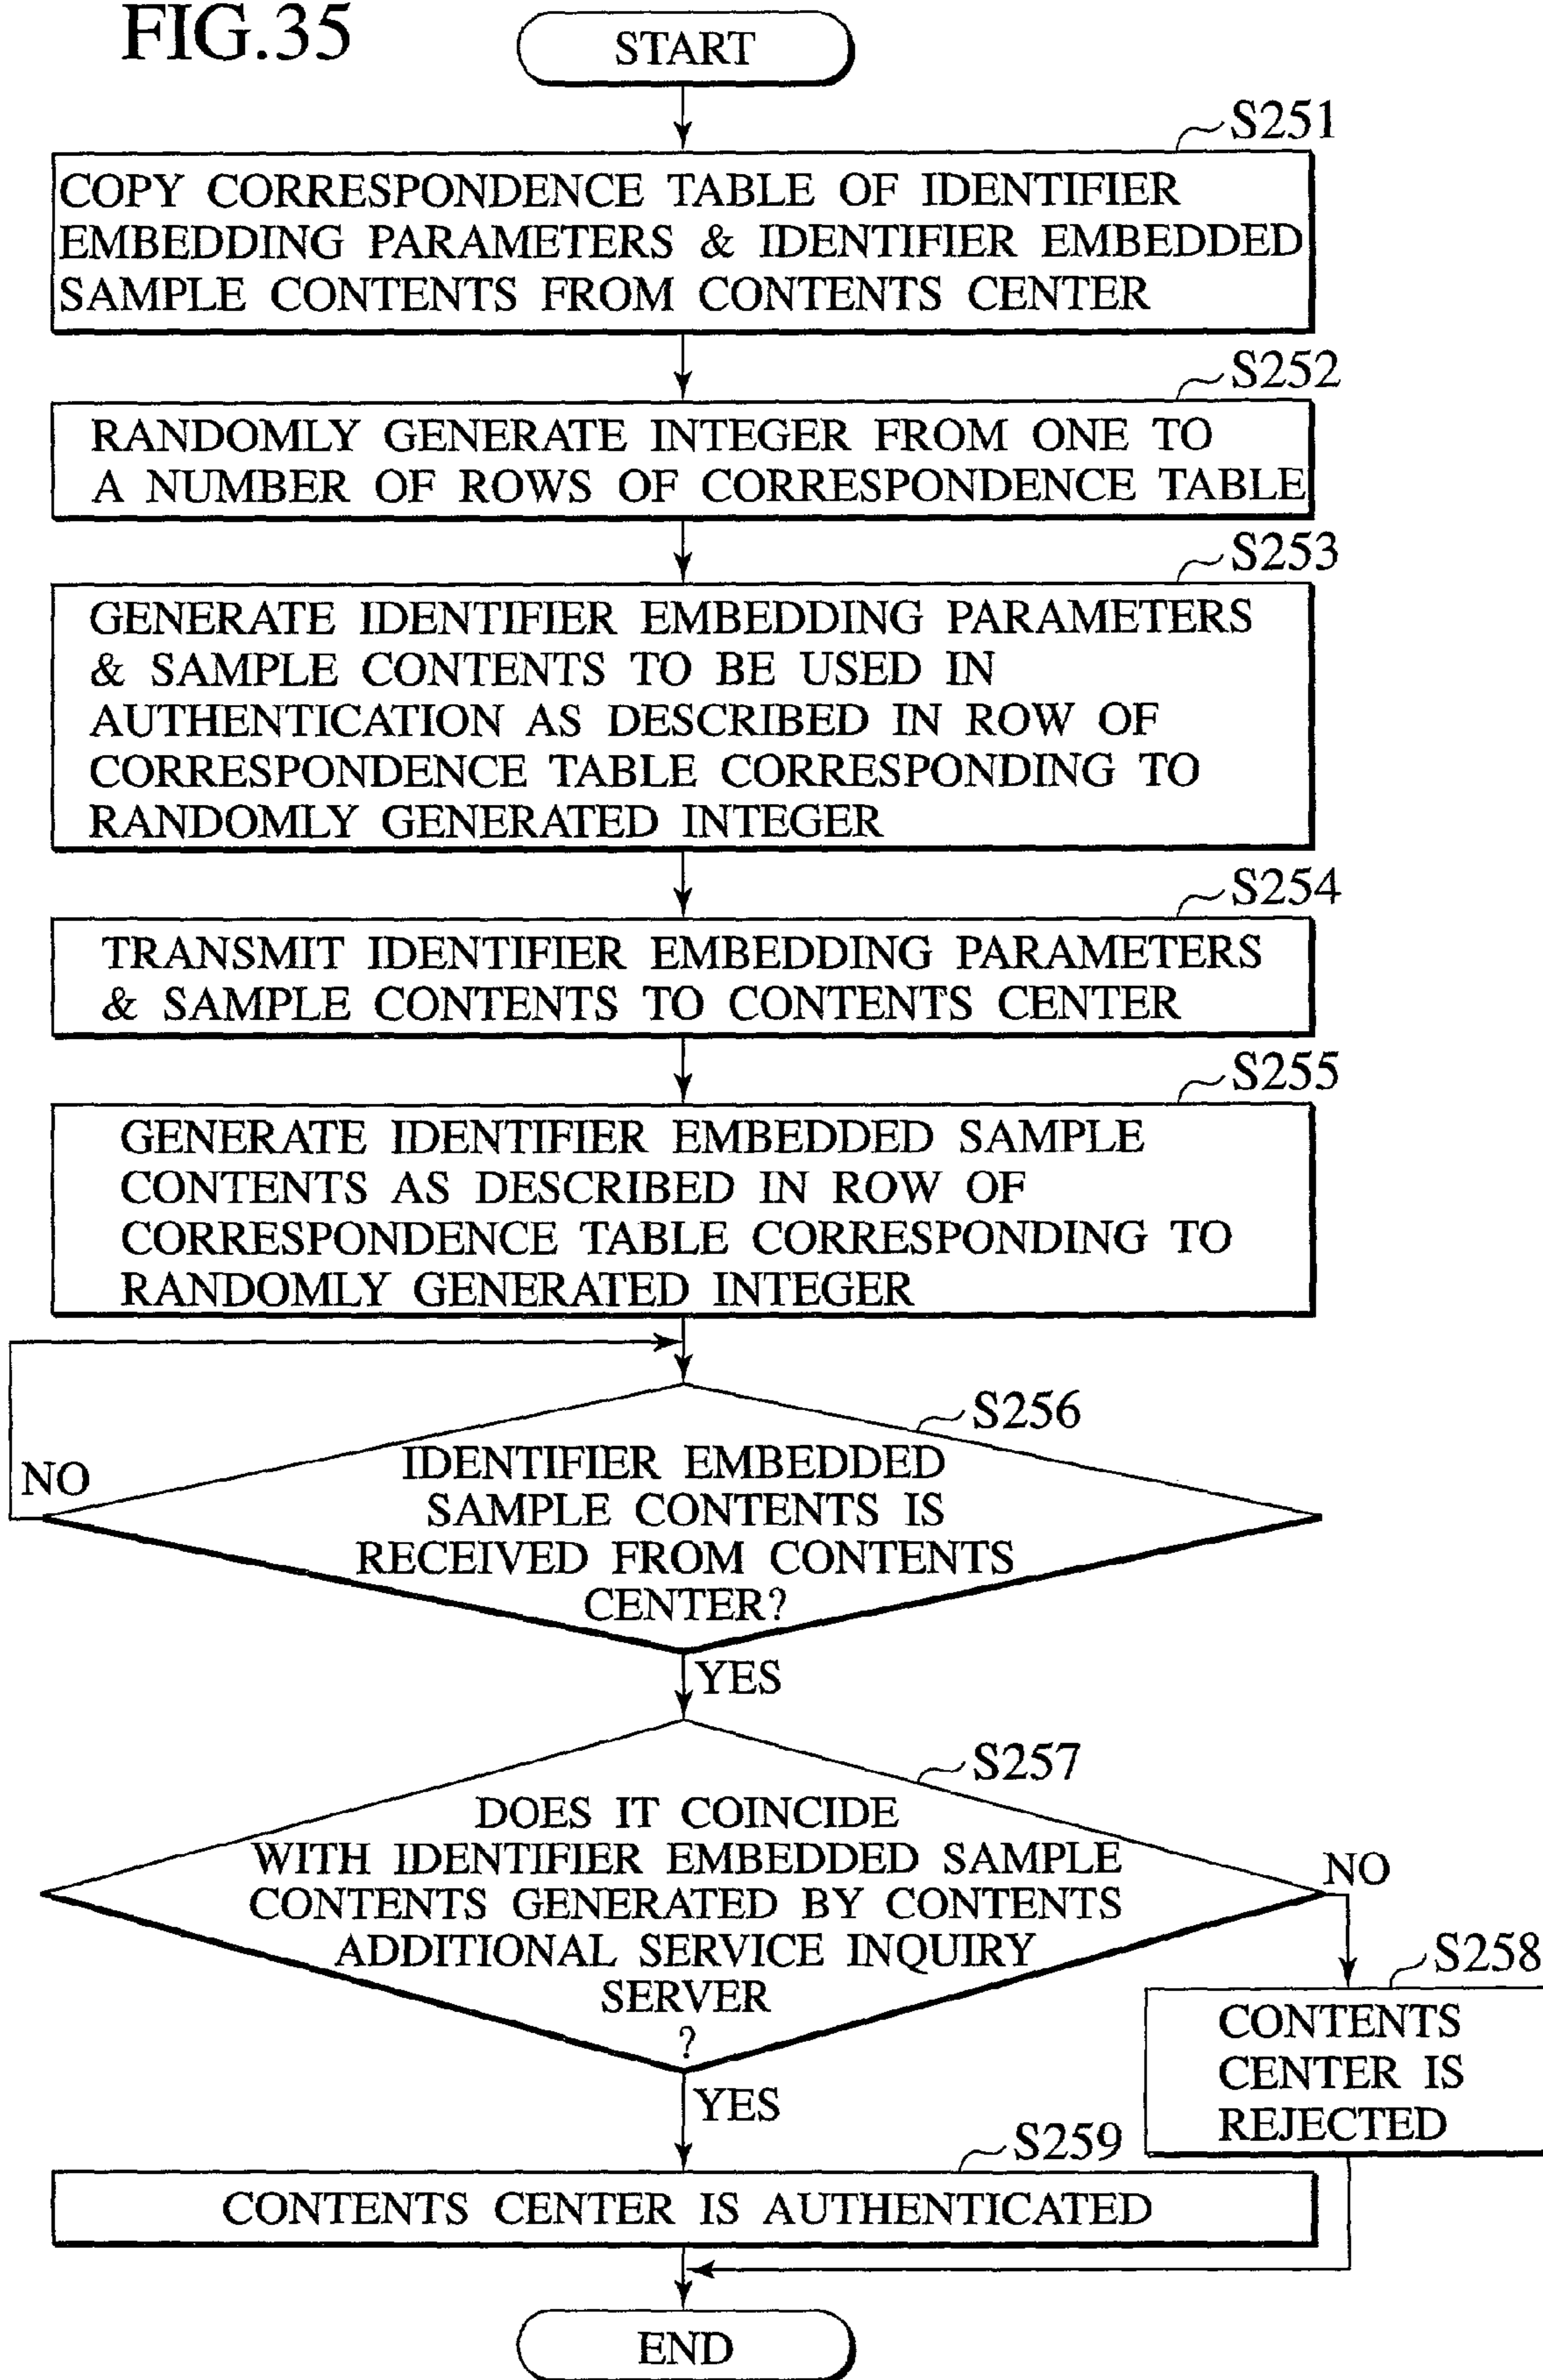 FIG.35
START
S251
COPY CORRESPONDENCE TABLE OF IDENTIFIER
EMBEDDING PARAMETERS & IDENTIFIER EMBEDDED
SAMPLE CONTENTS FROM CONTENTS CENTER
S252
RANDOMLY GENERATE INTEGER FROM ONE TO
A NUMBER OF ROWS OF CORRESPONDENCE TABLE
S253
GENERATE IDENTIFIER EMBEDDING PARAMETERS
& SAMPLE CONTENTS TO BE USED IN
AUTHENTICATION AS DESCRIBED IN ROW OF
CORRESPONDENCE TABLE CORRESPONDING TO
RANDOMLY GENERATED INTEGER
S254
TRANSMIT IDENTIFIER EMBEDDING PARAMETERS
& SAMPLE CONTENTS TO CONTENTS CENTER
S255
GENERATE IDENTIFIER EMBEDDED SAMPLE
CONTENTS AS DESCRIBED IN ROW OF
CORRESPONDENCE TABLE CORRESPONDING TO
RANDOMLY GENERATED INTEGER
S256
IDENTIFIER EMBEDDED
SAMPLE CONTENTS IS
RECEIVED FROM CONTENTS
CENTER?
NO
YES
S257
DOES IT COINCIDE
WITH IDENTIFIER EMBEDDED SAMPLE
CONTENTS GENERATED BY CONTENTS
ADDITIONAL SERVICE INQUIRY
SERVER
?
NO
YES
S258
CONTENTS
CENTER IS
REJECTED
S259
CONTENTS CENTER IS AUTHENTICATED
END